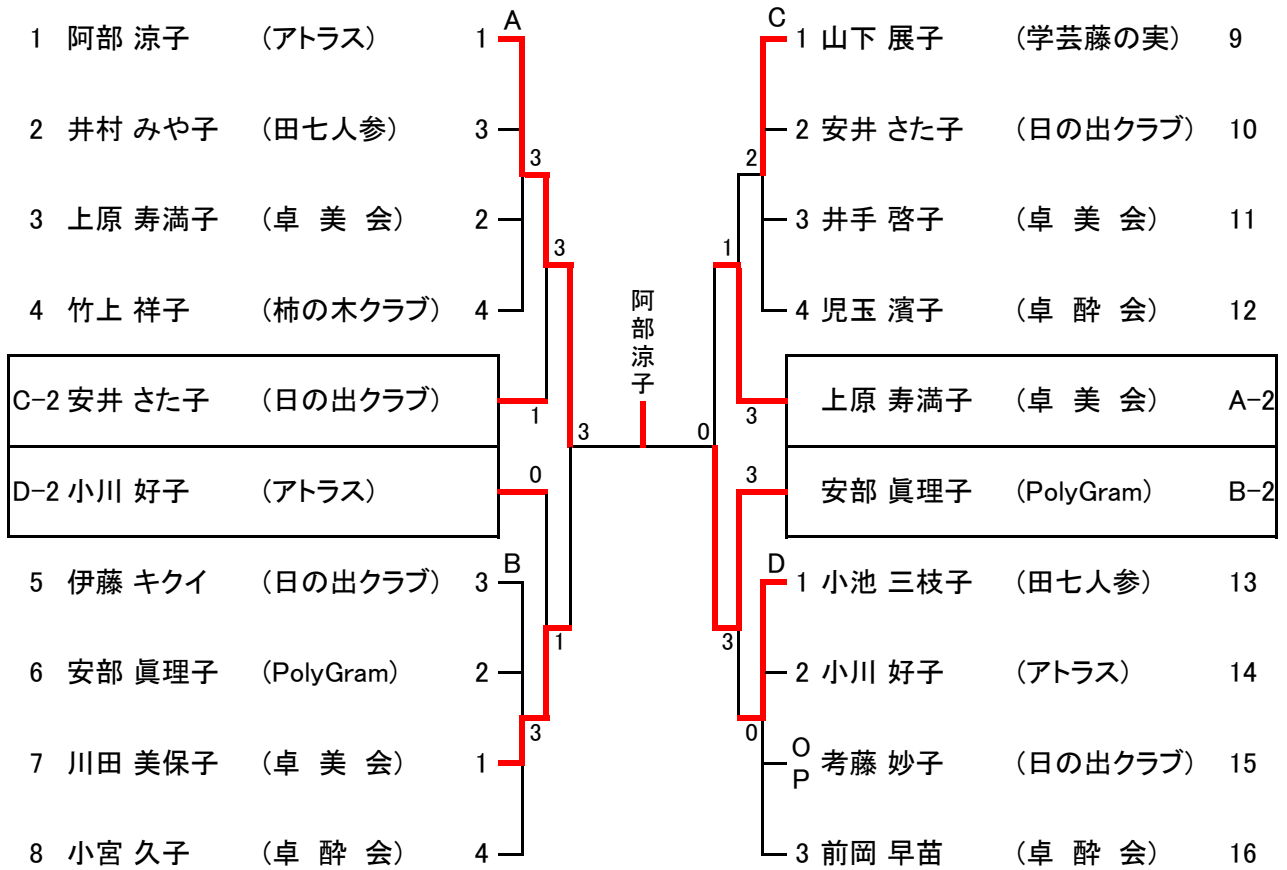 A
C
1 阿部 涼子 (アトラス) 1
1 山下 展子 (学芸藤の実) 9
2 井村 みや子 (田七人参) 3
2 安井 さた子 (日の出クラブ) 10
3
2
3 上原 寿満子 (卓 美 会) 2
3 井手 啓子 (卓 美 会) 11
3
1
4 竹上 祥子 (柿の木クラブ) 4
阿部涼子
4 児玉 濱子 (卓 酔 会) 12
C-2 安井 さた子 (日の出クラブ)
上原 寿満子 (卓 美 会) A-2
1
3
3
0
D-2 小川 好子 (アトラス)
0
3
安部 眞理子 (PolyGram) B-2
B
D
5 伊藤 キクイ (日の出クラブ) 3
1 小池 三枝子 (田七人参) 13
1
3
6 安部 眞理子 (PolyGram) 2
2 小川 好子 (アトラス) 14
3
0
7 川田 美保子 (卓 美 会) 1
OP 考藤 妙子 (日の出クラブ) 15
8 小宮 久子 (卓 酔 会) 4
3 前岡 早苗 (卓 酔 会) 16